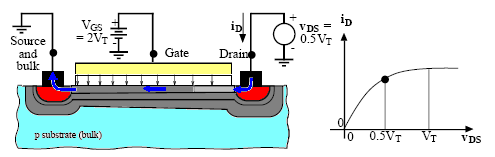 V_GS = 2V_T
+
-
Source and bulk
Gate
Drain
i_D
+
-
v_DS = 0.5V_T
p substrate (bulk)
i_D
0
0
0.5V_T
V_T
v_DS